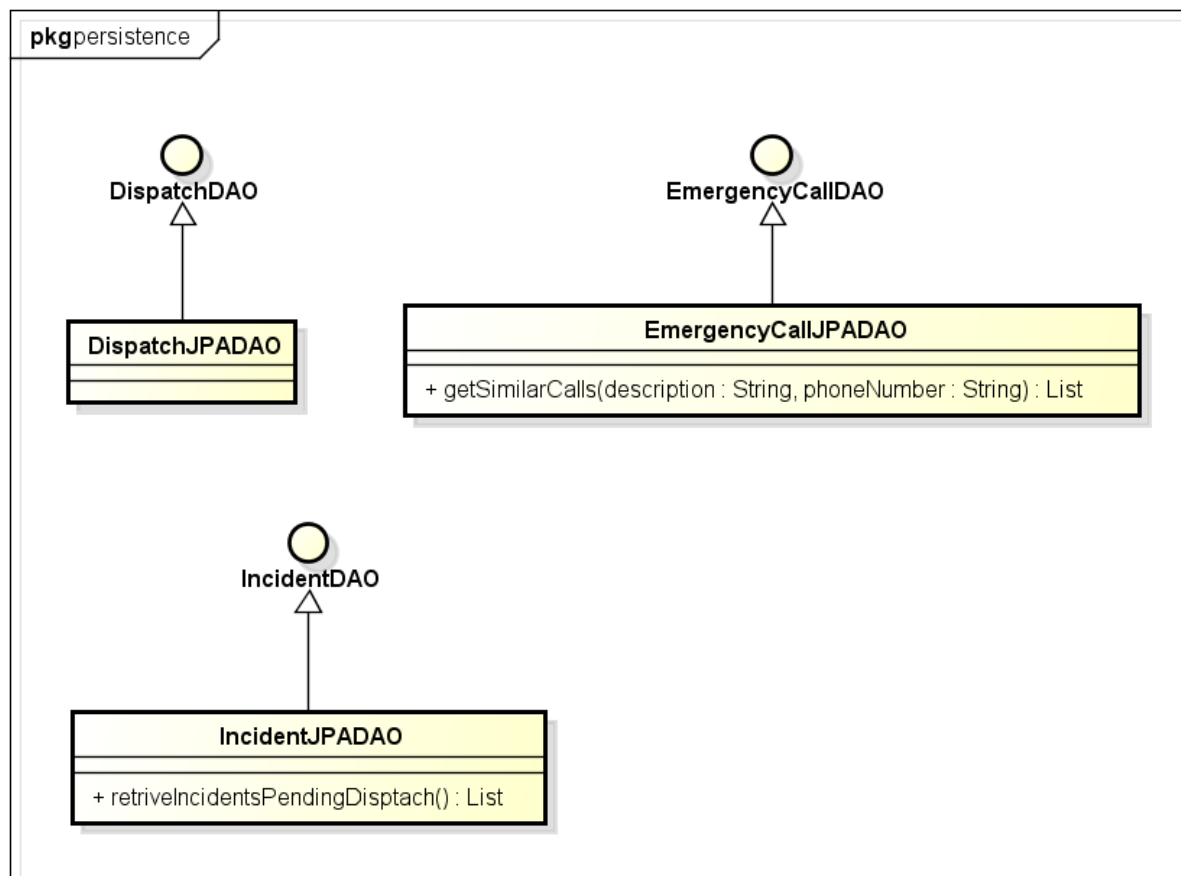 pkgpersistence
DispatchDAO
EmergencyCallDAO
DispatchJPADAO
EmergencyCallJPADAO
+ getSimilarCalls(description : String, phoneNumber : String) : List
IncidentDAO
IncidentJPADAO
+ retriveIncidentsPendingDisptach() : List